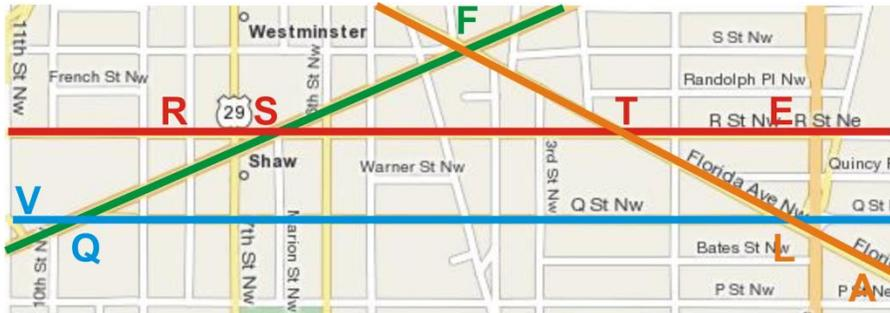 F
Westminster
S St Nw
11th St Nw
French St Nw
Randolph Pl Nw
R
29
S
T
E
R St Nw
R St Ne
Shaw
Warner St Nw
3rd St Nw
Florida Ave Nw
Quincy
V
Q St Nw
Q St
Q
7th St Nw
Marion St Nw
10th St N
Bates St Nw
L
Flori
P St Nw
P St Ne
A